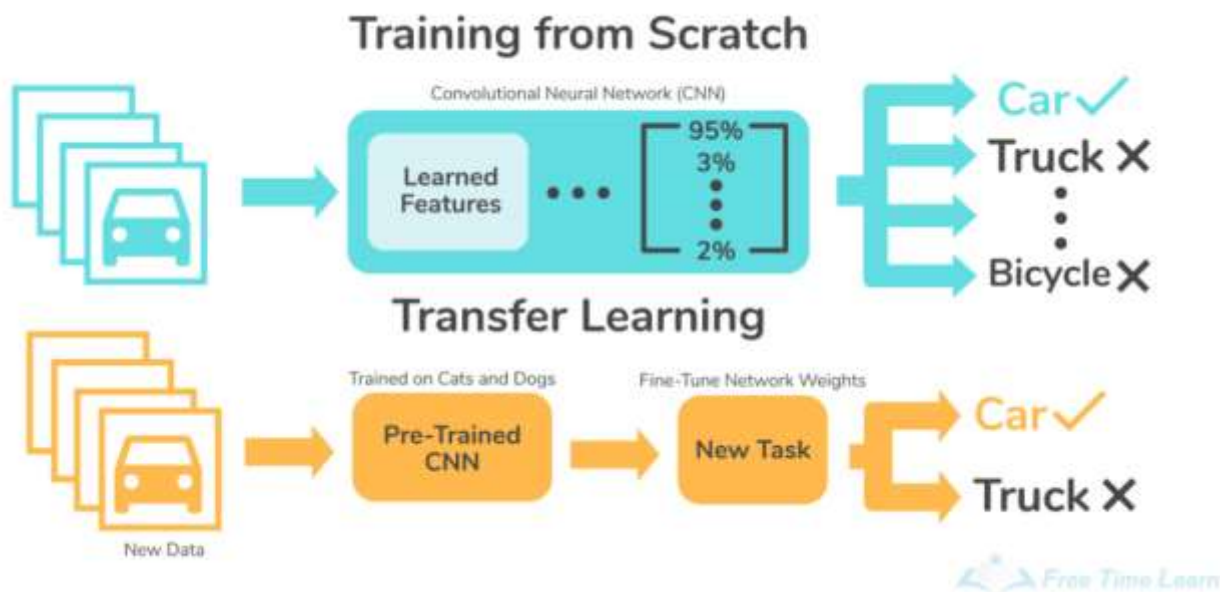 Training from Scratch
Convolutional Neural Network (CNN)
Learned
Features
95%
3%
2%
Car
Truck
Bicycle
Transfer Learning
Trained on Cats and Dogs
Pre-Trained
CNN
Fine-Tune Network Weights
New Task
Car
Truck
New Data
Free Time Learn